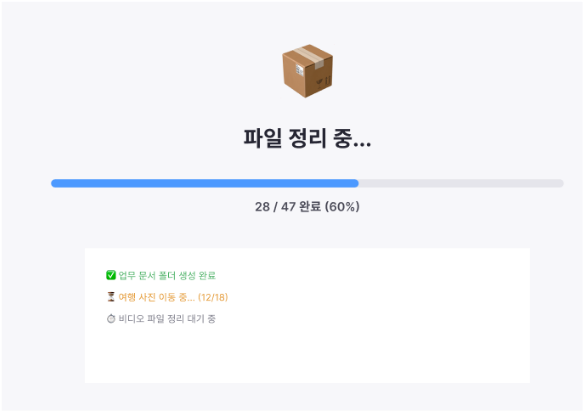 파일 정리 중...
28 / 47 완료 (60%)
✅ 업무 문서 폴더 생성 완료
⏳ 여행 사진 이동 중... (12/18)
⏱ 비디오 파일 정리 대기 중